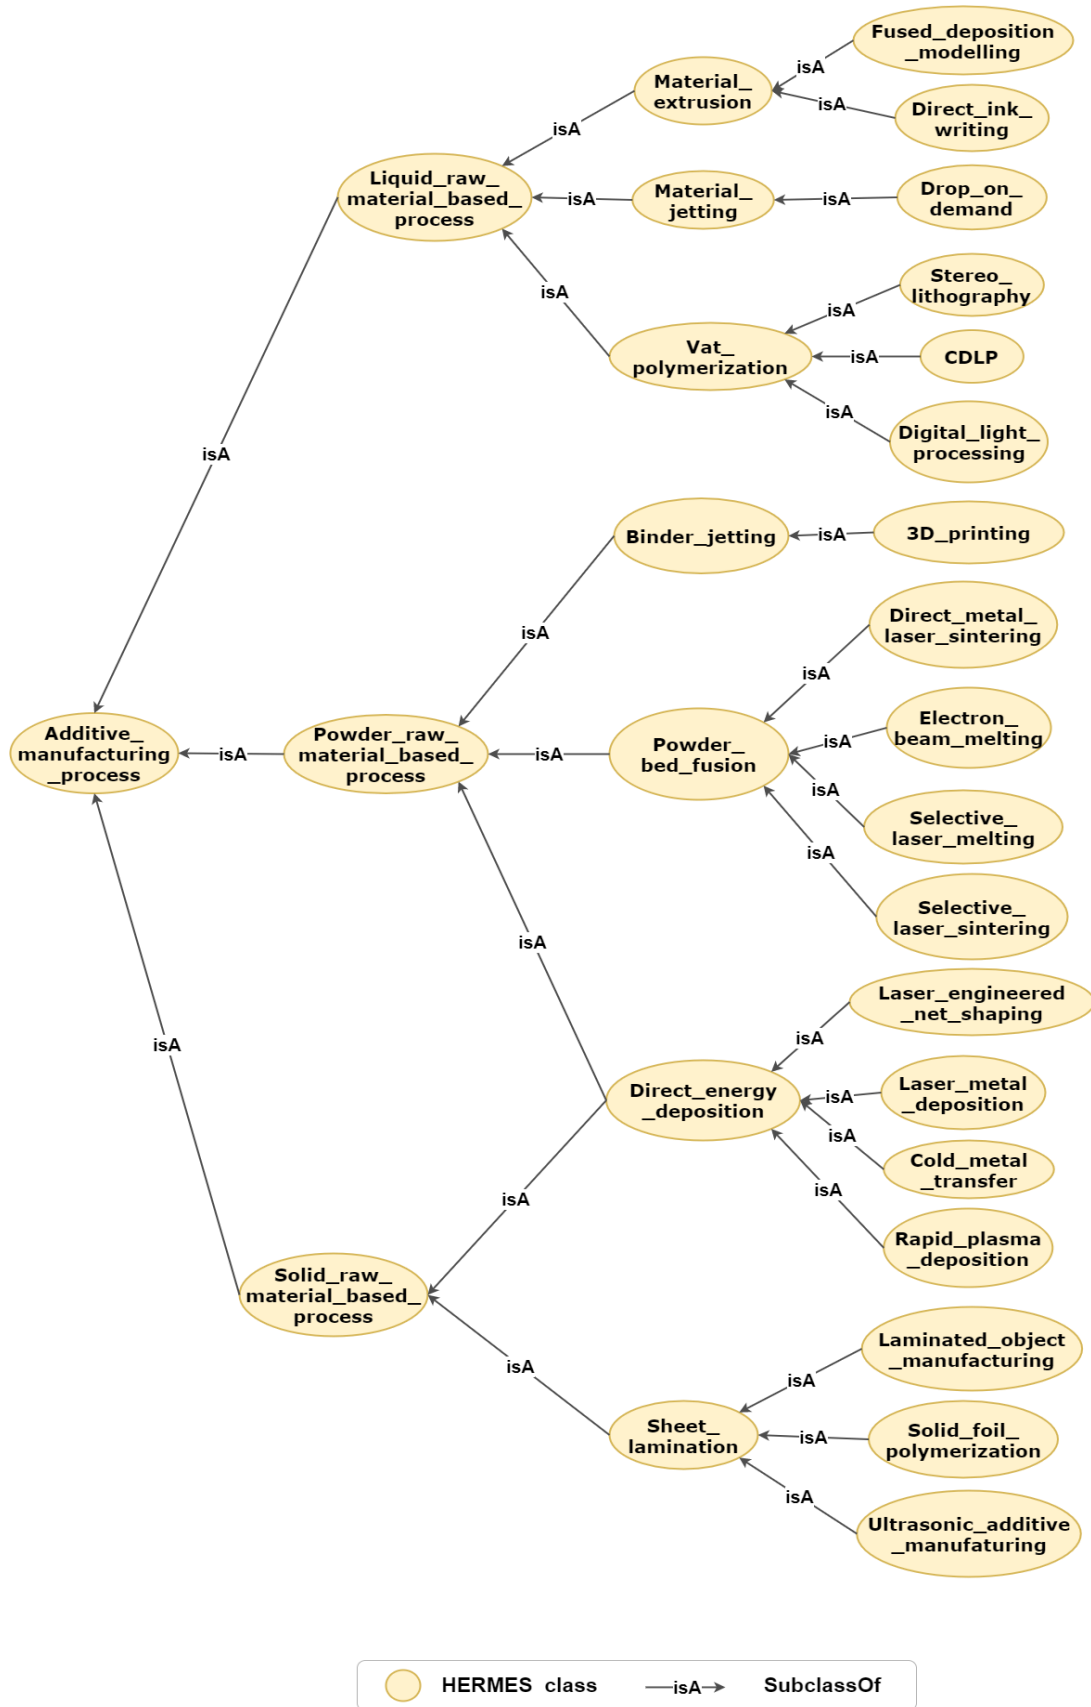 Fused_deposition
_modelling
isA
Material_
extrusion
isA
Direct_ink_
writing
isA
Liquid_raw_
material_based_
process
isA
Material_
jetting
isA
Drop_on_
demand
isA
Stereo_
lithography
isA
Vat_
polymerization
isA
CDLP
isA
Digital_light_
processing
isA
Binder_jetting
isA
3D_printing
isA
Direct_metal_
laser_sintering
isA
Additive_
manufacturing
_process
isA
Powder_raw_
material_based_
process
isA
Powder_
bed_fusion
isA
Electron_
beam_melting
isA
Selective_
laser_melting
isA
Selective_
laser_sintering
isA
Laser_engineered
_net_shaping
isA
isA
Direct_energy
_deposition
isA
Laser_metal
_deposition
isA
Cold_metal
_transfer
isA
Rapid_plasma
_deposition
isA
Solid_raw_
material_based_
process
isA
Laminated_object
_manufacturing
isA
Sheet_
lamination
isA
Solid_foil_
polymerization
isA
Ultrasonic_additive
_manufaturing
HERMES class
isA
SubclassOf